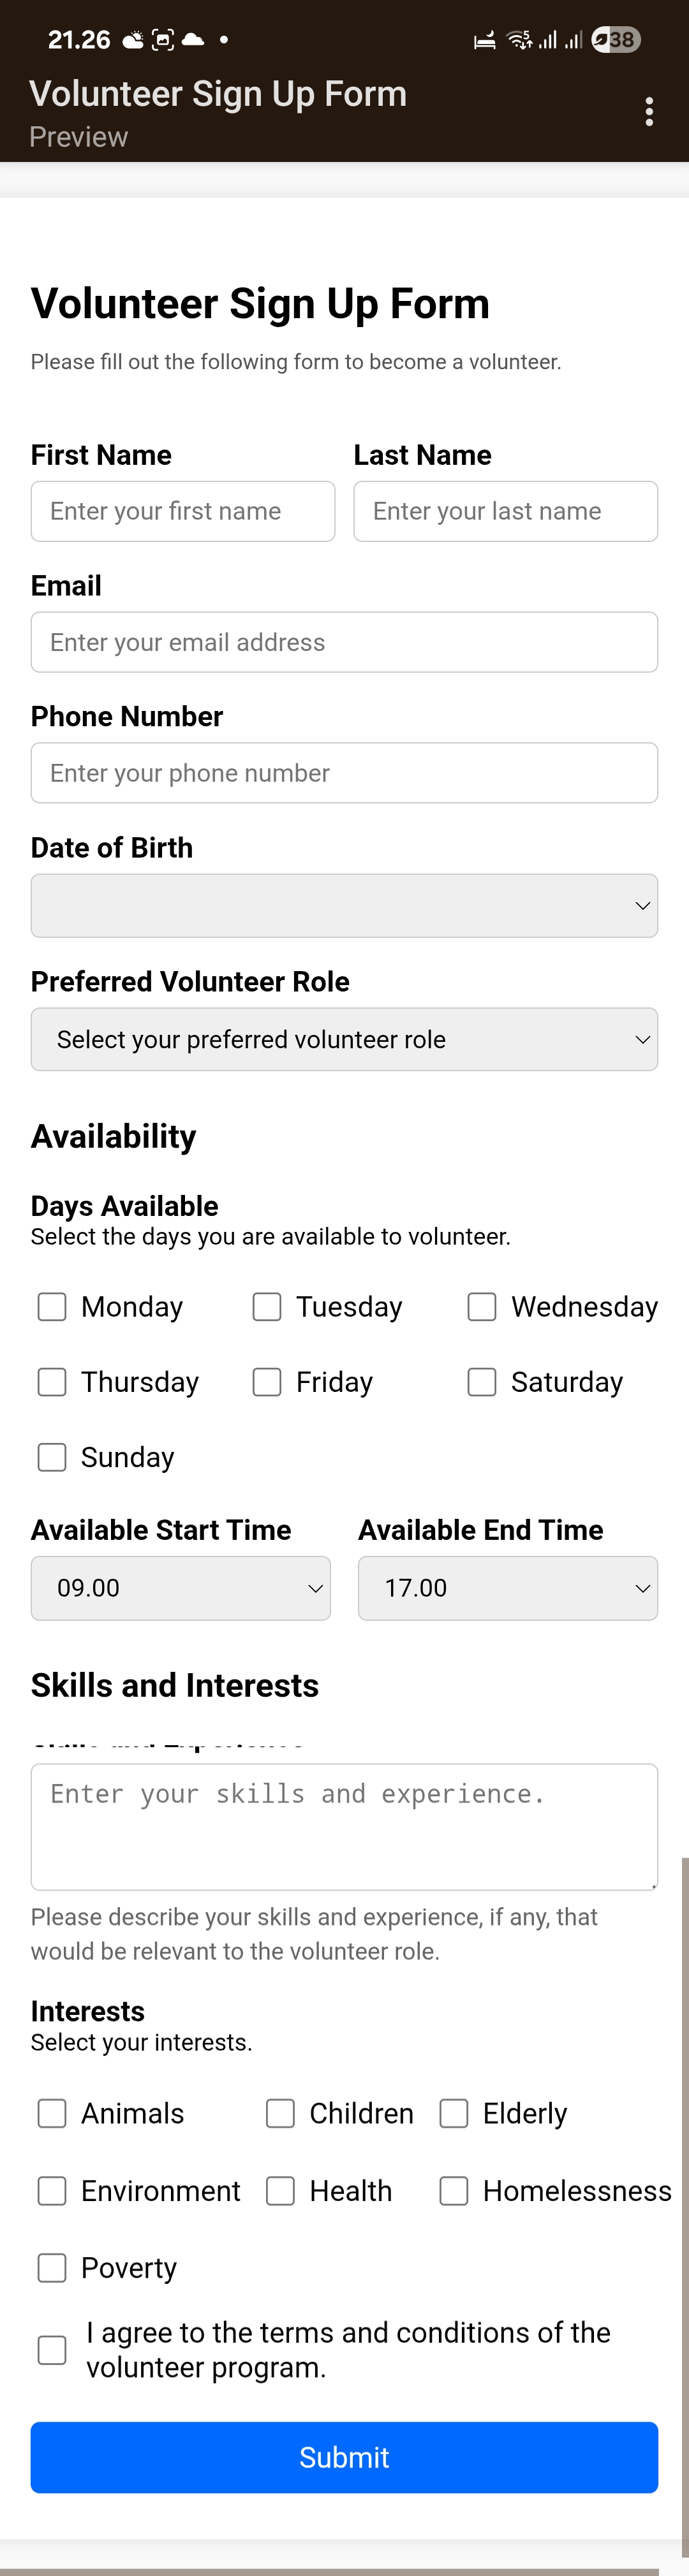 21.26
5
38
Volunteer Sign Up Form
Preview
Volunteer Sign Up Form
Please fill out the following form to become a volunteer.
First Name Last Name
Enter your first name Enter your last name
Email
Enter your email address
Phone Number
Enter your phone number
Date of Birth
Preferred Volunteer Role
Select your preferred volunteer role
Availability
Days Available
Select the days you are available to volunteer.
Monday Tuesday Wednesday
Thursday Friday Saturday
Sunday
Available Start Time Available End Time
09.00 17.00
Skills and Interests
Skills and Experience
Enter your skills and experience.
Please describe your skills and experience, if any, that
would be relevant to the volunteer role.
Interests
Select your interests.
Animals Children Elderly
Environment Health Homelessness
Poverty
I agree to the terms and conditions of the
volunteer program.
Submit